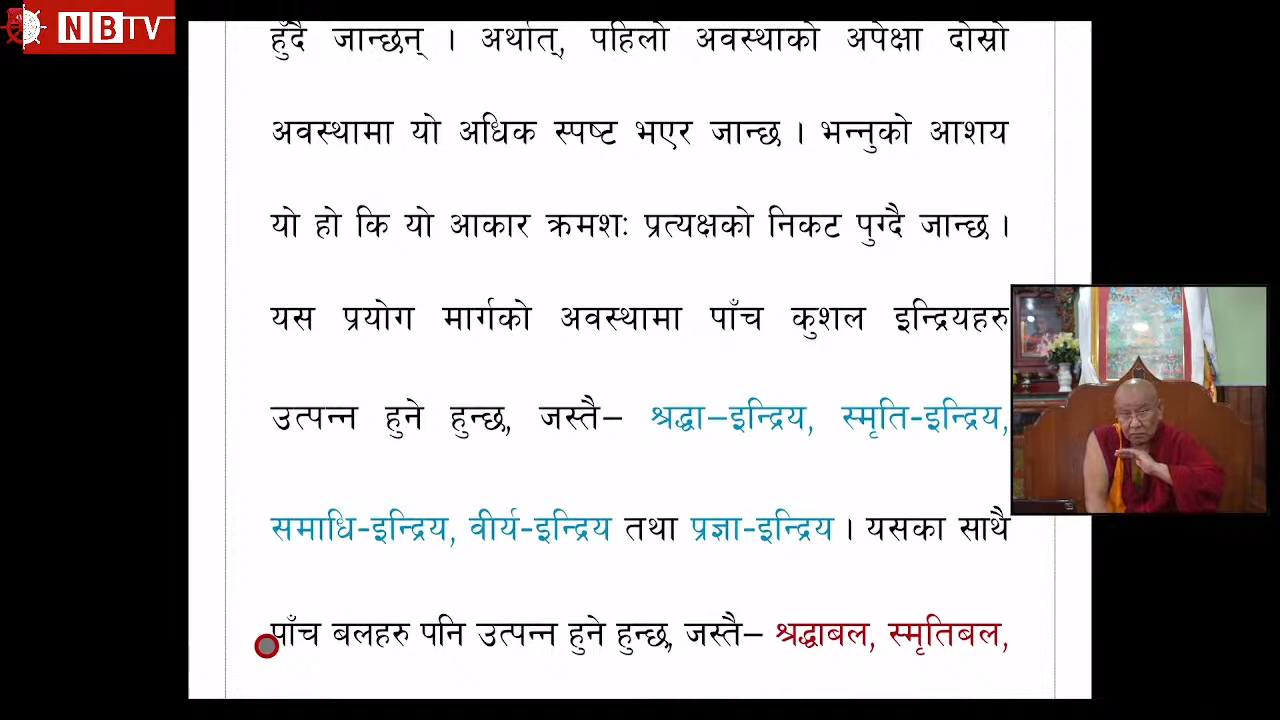 NBTV
हुँदै जान्छन् । अर्थात्, पहिलो अवस्थाको अपेक्षा दोस्रो
अवस्थामा यो अधिक स्पष्ट भएर जान्छ । भन्नुको आशय
यो हो कि यो आकार क्रमशः प्रत्यक्षको निकट पुग्दै जान्छ ।
यस प्रयोग मार्गको अवस्थामा पाँच कुशल इन्द्रियहरु
उत्पन्न हुने हुन्छ, जस्तै– श्रद्धा–इन्द्रिय, स्मृति-इन्द्रिय,
समाधि-इन्द्रिय, वीर्य-इन्द्रिय तथा प्रज्ञा-इन्द्रिय । यसका साथै
पाँच बलहरु पनि उत्पन्न हुने हुन्छ, जस्तै– श्रद्धाबल, स्मृतिबल,